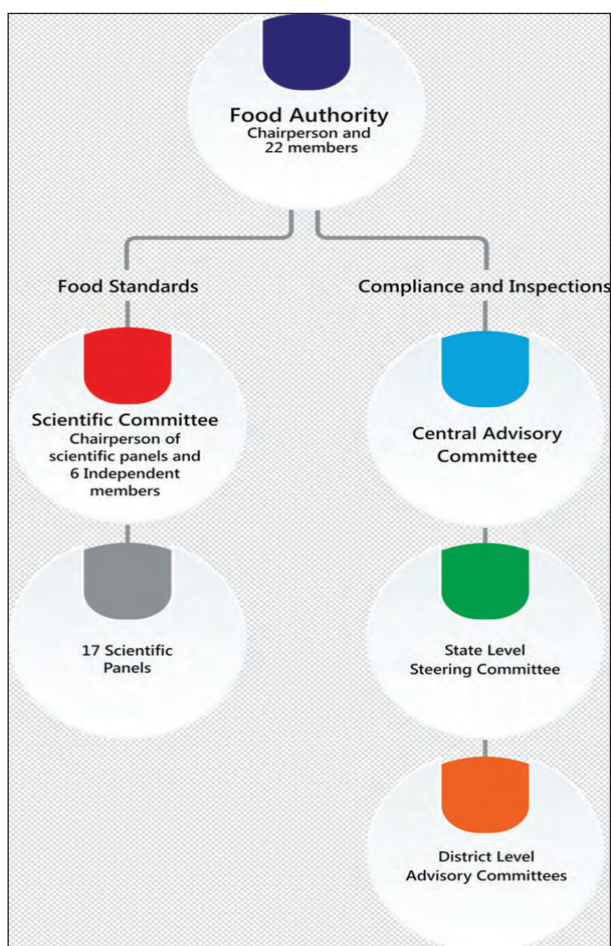 Food Authority
Chairperson and
22 members
Food Standards
Compliance and Inspections
Scientific Committee
Chairperson of
scientific panels and
6 Independent
members
Central Advisory
Committee
17 Scientific
Panels
State Level
Steering Committee
District Level
Advisory Committees